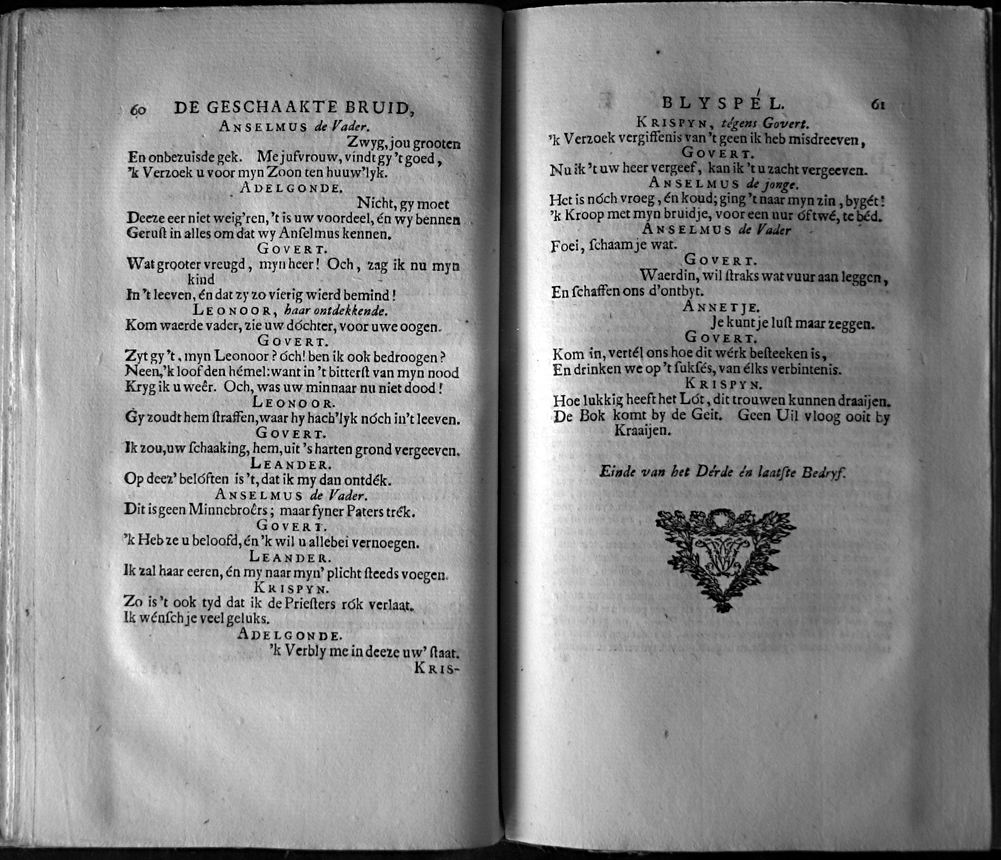 60 DE GESCHAAKTE BRUID,
ANSELMUS de Vader.
Zwyg, jou grooten
En onbezuisde gek. Mejufvrouw, vindt gy 't goed,
'k Verzoek u voor myn Zoon ten huuw'lyk.
ADELGONDE.
Nicht, gy moet
Deeze eer niet weig'ren, 't is uw voordeel, én wy bennen
Gerust in alles om dat wy Anselmus kennen.
GOVERT.
Wat grooter vreugd, myn heer! Och, zag ik nu myn
kind
In 't leeven, én dat zy zo vierig wierd bemind!
LEONOOR, haar ontdekkende.
Kom waerde vader, zie uw dóchter, voor uwe oogen.
GOVERT.
Zyt gy 't, myn Leonoor? óch! ben ik ook bedroogen?
Neen, 'k loof den hémel: want in 't bitterst van myn nood
Kryg ik u weêr. Och, was uw minnaar nu niet dood!
LEONOOR.
Gy zoudt hem straffen, waar hy hach'lyk nóch in't leeven.
GOVERT.
Ik zou, uw schaaking, hem, uit 's harten grond vergeeven.
LEANDER.
Op deez' belósten is 't, dat ik my dan ontdék.
ANSELMUS de Vader.
Dit is geen Minnebroêrs; maar fyner Paters trék.
GOVERT.
'k Heb ze u beloofd, én 'k wil u allebei vernoegen.
LEANDER.
Ik zal haar eeren, én my naar myn' plicht steeds voegen.
KRISPYN.
Zo is 't ook tyd dat ik de Priesters rók verlaat.
Ik wénsch je veel geluks.
ADELGONDE.
'k Verbly me in deeze uw' staat.
KRIS-
BLYSPÉL. 61
KRISPYN, tégens Govert.
'k Verzoek vergiffenis van 't geen ik heb misdreeven,
GOVERT.
Nu ik 't uw heer vergeef, kan ik 't u zacht vergeeven.
ANSELMUS de jonge.
Het is nóch vroeg, én koud; ging 't naar myn zin, bygét!
'k Kroop met myn bruidje, voor een uur óf twé, te béd.
ANSELMUS de Vader
Foei, schaam je wat.
GOVERT.
Waerdin, wil straks wat vuur aan leggen,
En schaffen ons d'ontbyt.
ANNETJE.
Je kunt je lust maar zeggen.
GOVERT.
Kom in, vertél ons hoe dit wérk besteeken is,
En drinken we op 't suksés, van élks verbintenis.
KRISPYN.
Hoe lukkig heeft het Lót, dit trouwen kunnen draaijen.
De Bok komt by de Geit. Geen Uil vloog ooit by
Kraaijen.
Einde van het Dérde én laatste Bedryf.